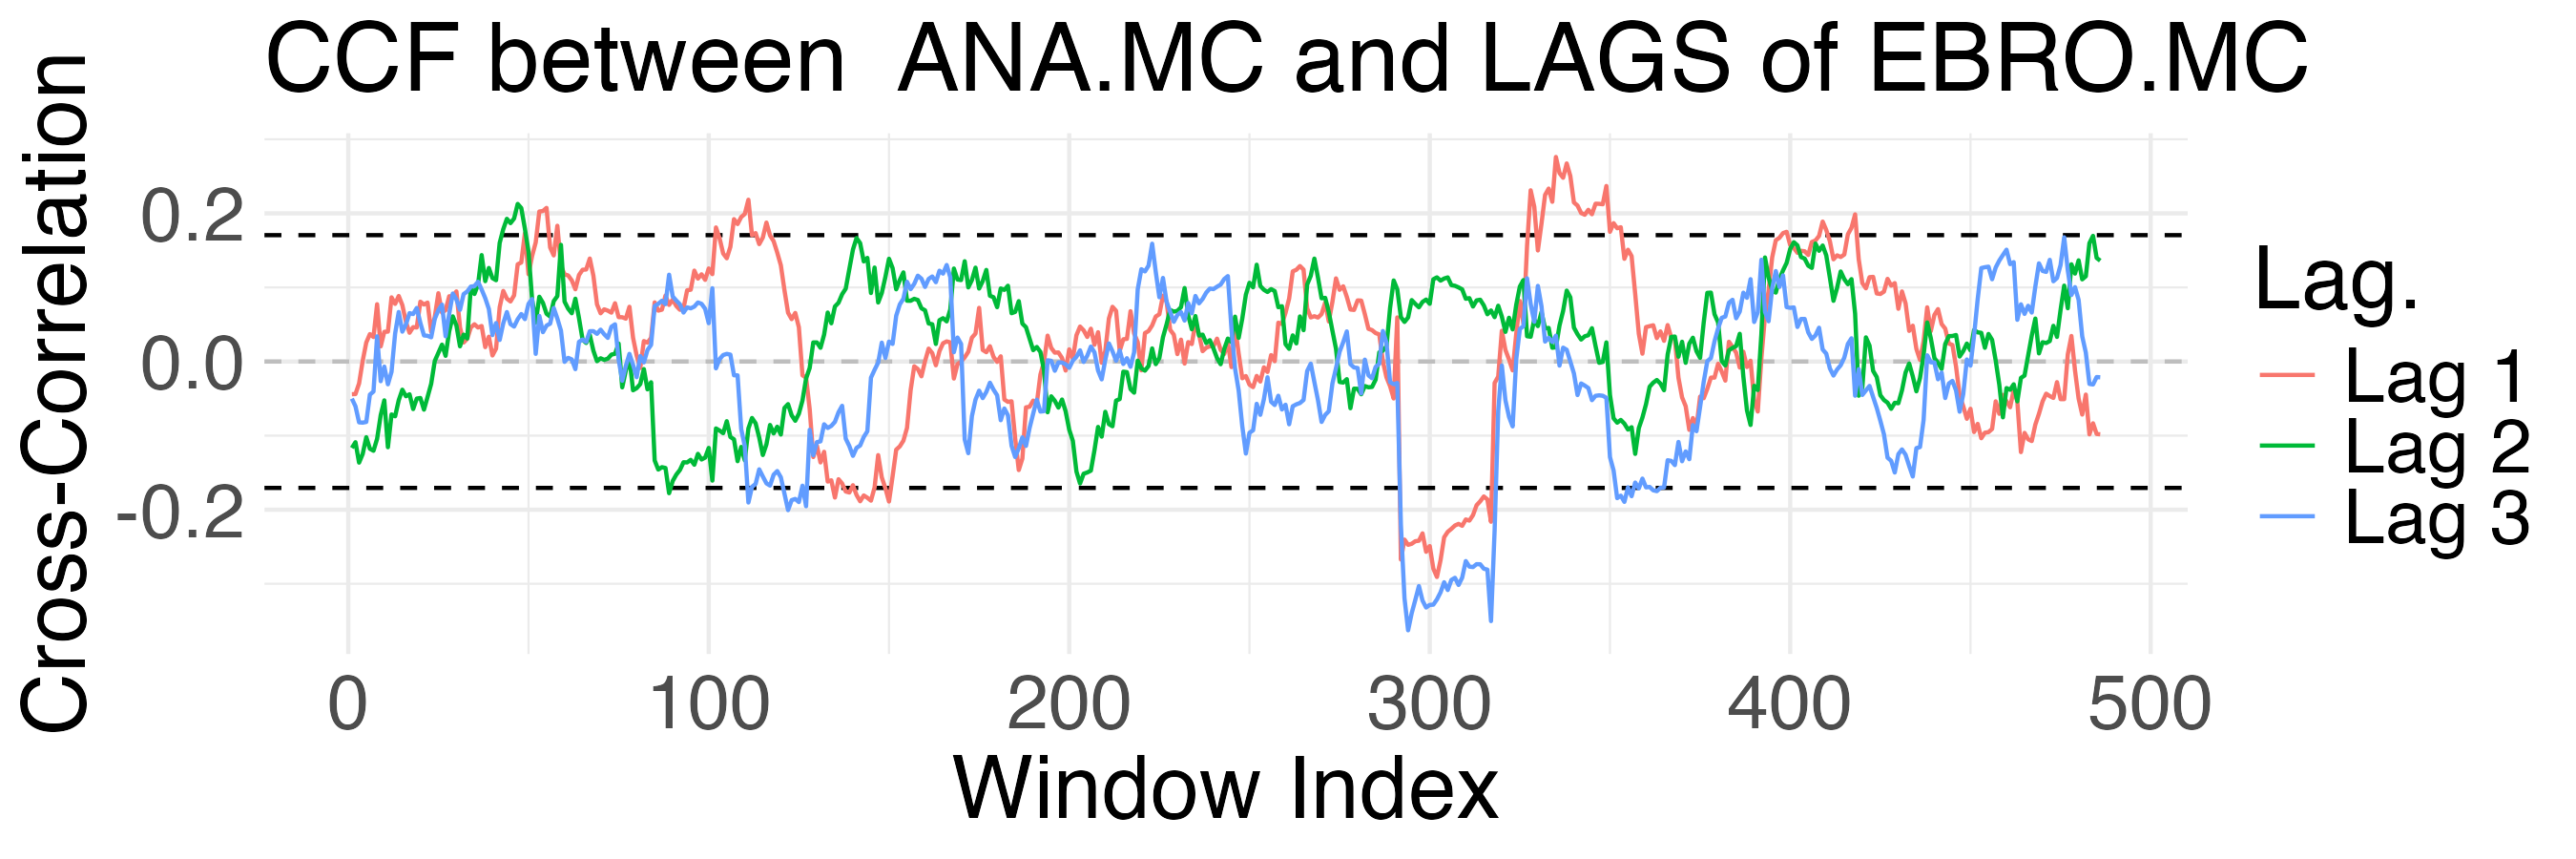 CCF between  ANA.MC and LAGS of EBRO.MC
Cross-Correlation
0.2
0.0
-0.2
0
100
200
300
400
500
Window Index
Lag.
Lag 1
Lag 2
Lag 3